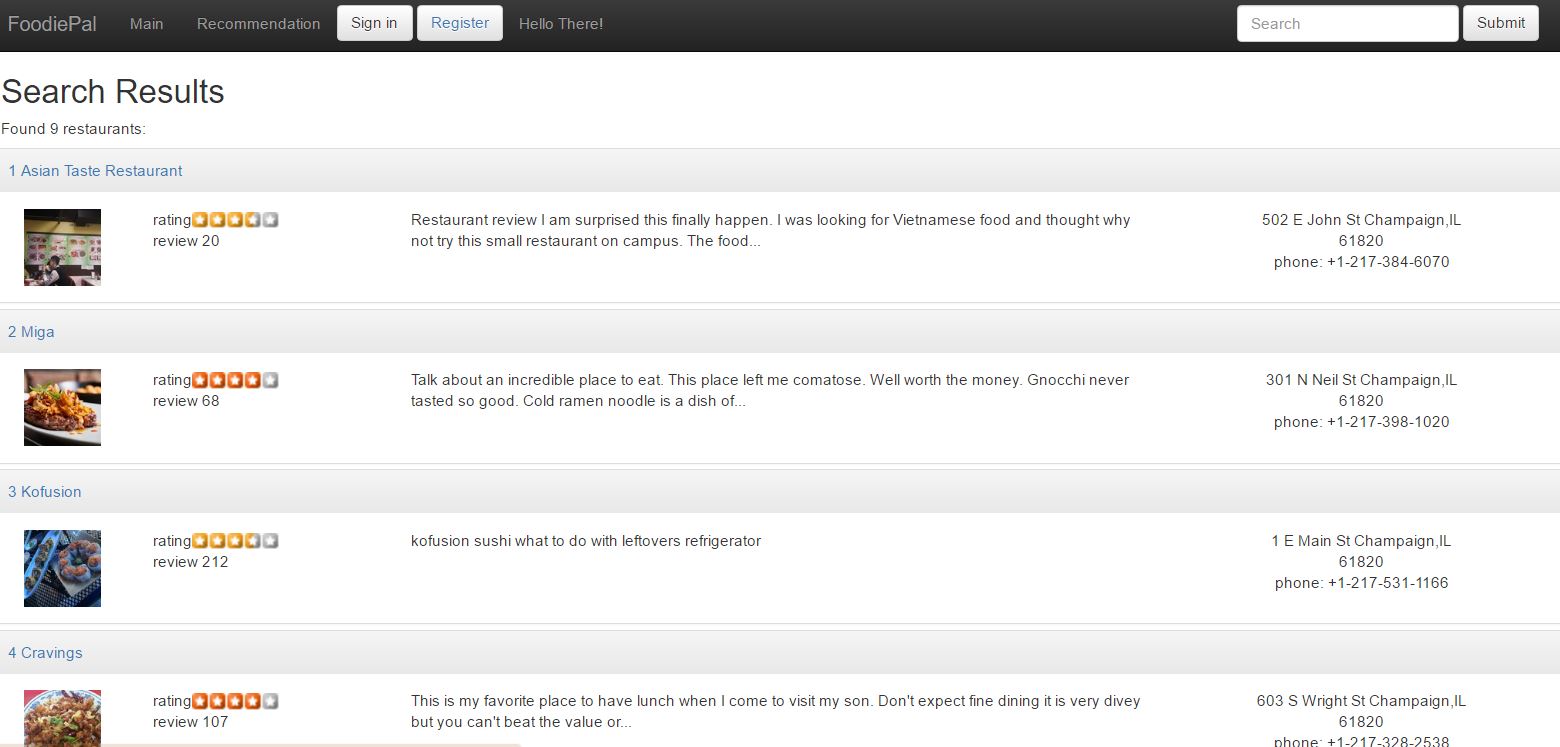 FoodiePal Main Recommendation Sign in Register Hello There! Search Submit
Search Results
Found 9 restaurants:
1 Asian Taste Restaurant
rating
review 20
Restaurant review I am surprised this finally happen. I was looking for Vietnamese food and thought why
not try this small restaurant on campus. The food...
502 E John St Champaign,IL
61820
phone: +1-217-384-6070
2 Miga
rating
review 68
Talk about an incredible place to eat. This place left me comatose. Well worth the money. Gnocchi never
tasted so good. Cold ramen noodle is a dish of...
301 N Neil St Champaign,IL
61820
phone: +1-217-398-1020
3 Kofusion
rating
review 212
kofusion sushi what to do with leftovers refrigerator
1 E Main St Champaign,IL
61820
phone: +1-217-531-1166
4 Cravings
rating
review 107
This is my favorite place to have lunch when I come to visit my son. Don't expect fine dining it is very divey
but you can't beat the value or...
603 S Wright St Champaign,IL
61820
phone: +1-217-328-2538